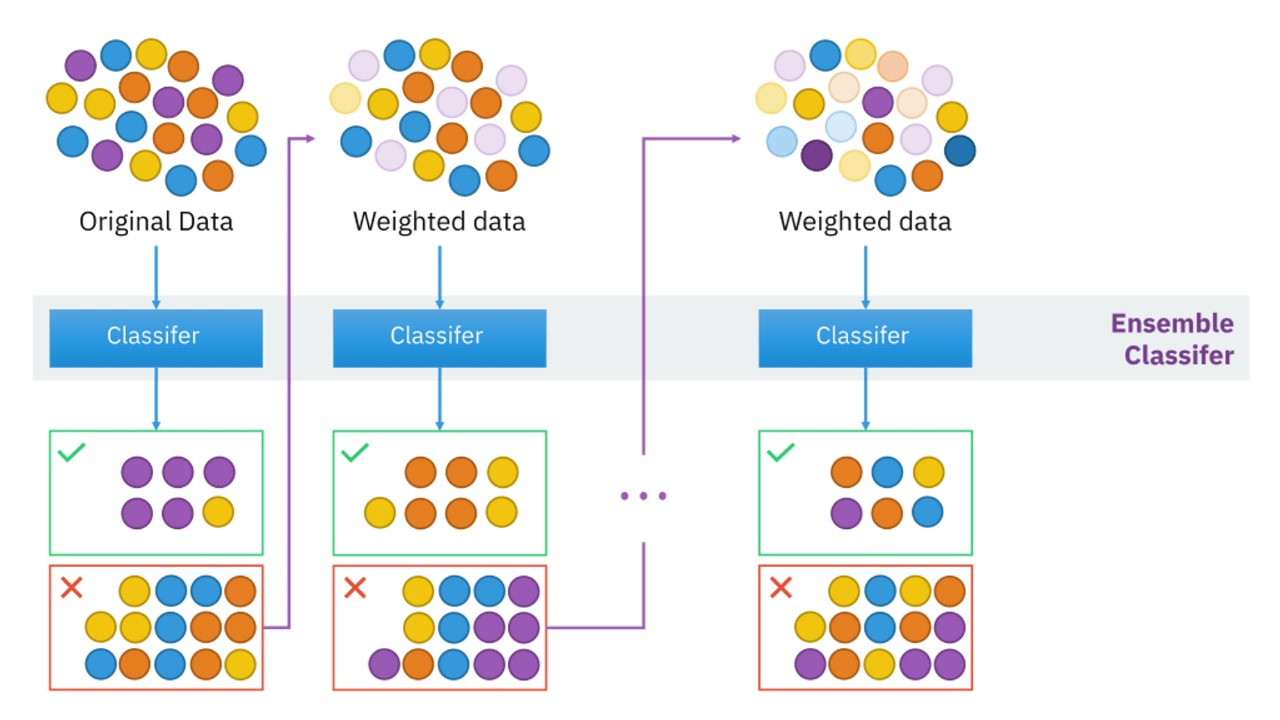 Original Data
Weighted data
Weighted data
Classifer
Classifer
Classifer
Ensemble
Classifer